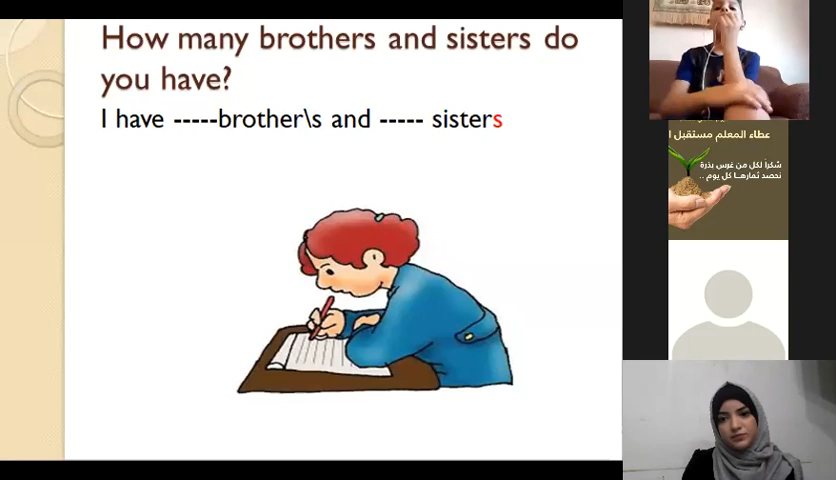 How many brothers and sisters do
you have?
I have -----brother\s and ----- sisters
عطاء المعلم مستقبل
شكراً لكل من غرس بذرة
نحصد ثمارهـا كل يوم ..